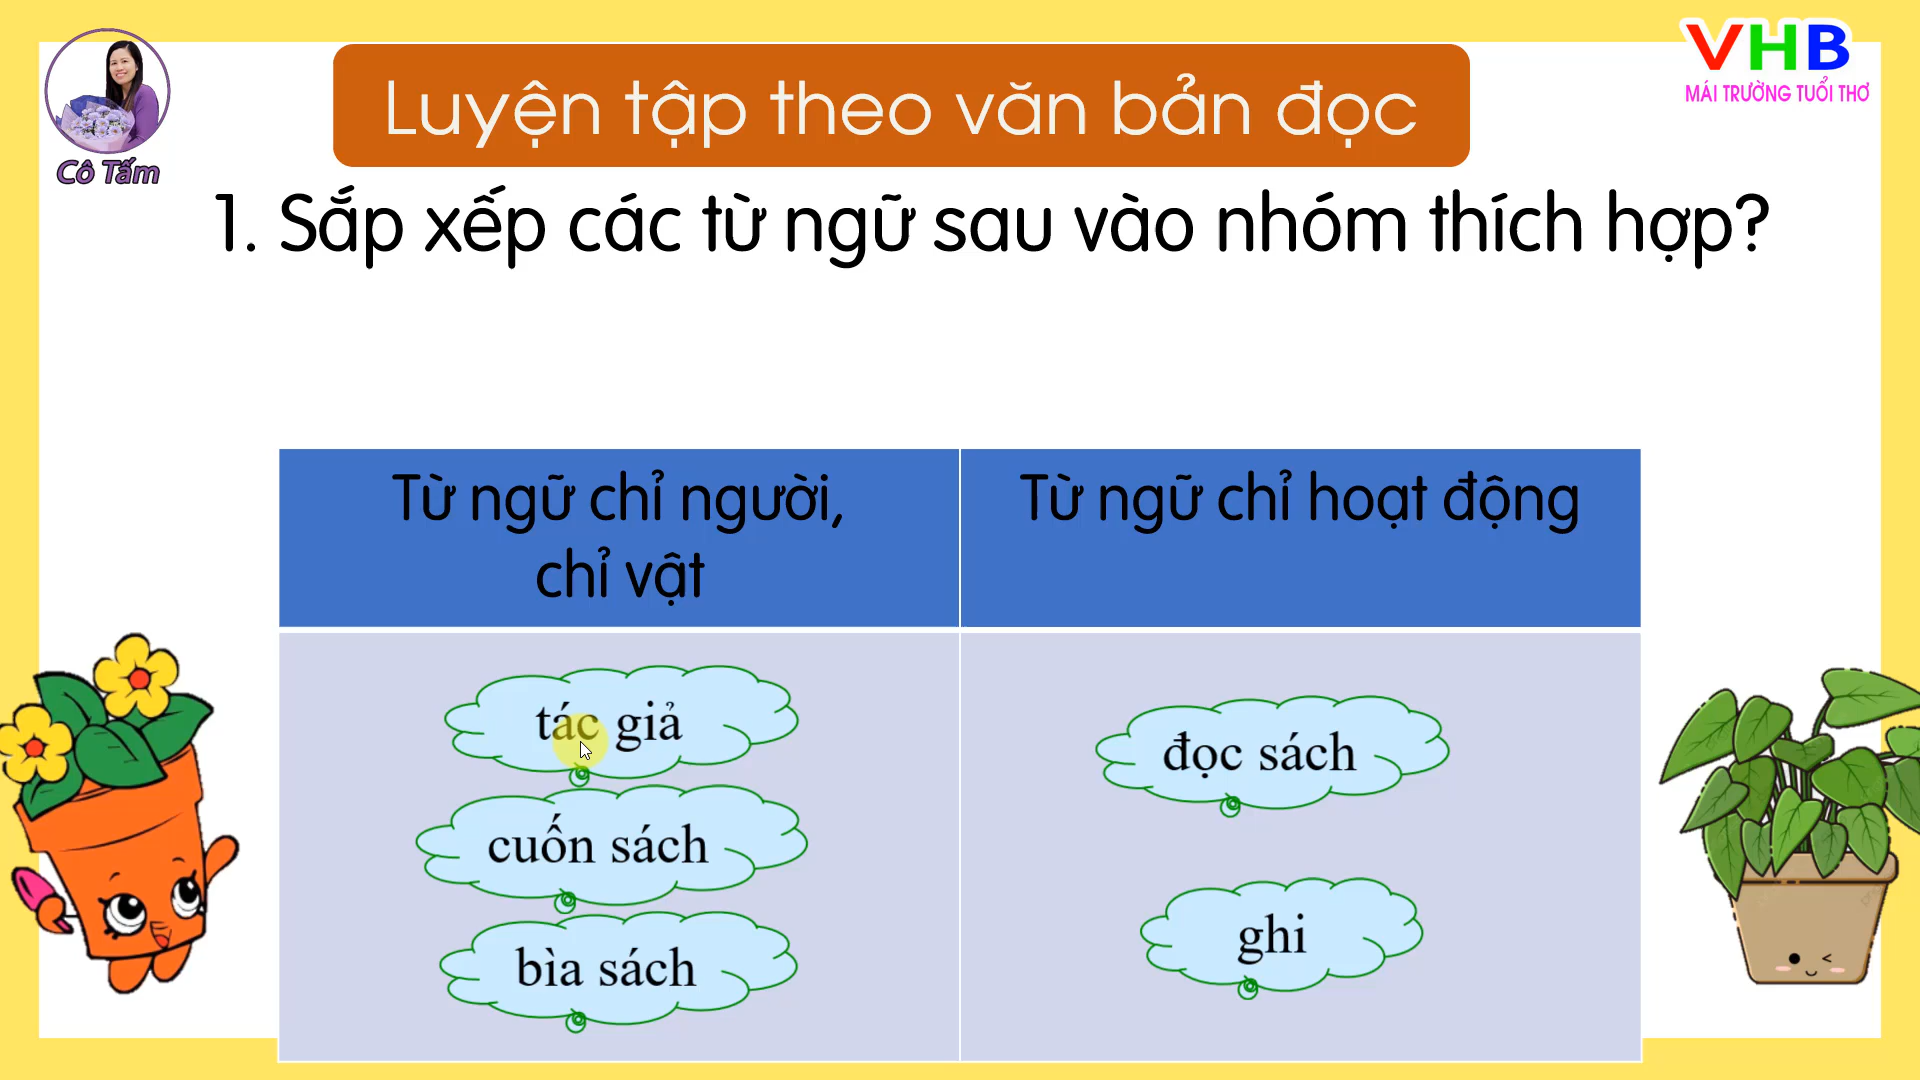 VHB
MÁI TRƯỜNG TUỔI THƠ
Cô Tấm
Luyện tập theo văn bản đọc
1. Sắp xếp các từ ngữ sau vào nhóm thích hợp?
Từ ngữ chỉ người,
chỉ vật
Từ ngữ chỉ hoạt động
tác giả
cuốn sách
bìa sách
đọc sách
ghi